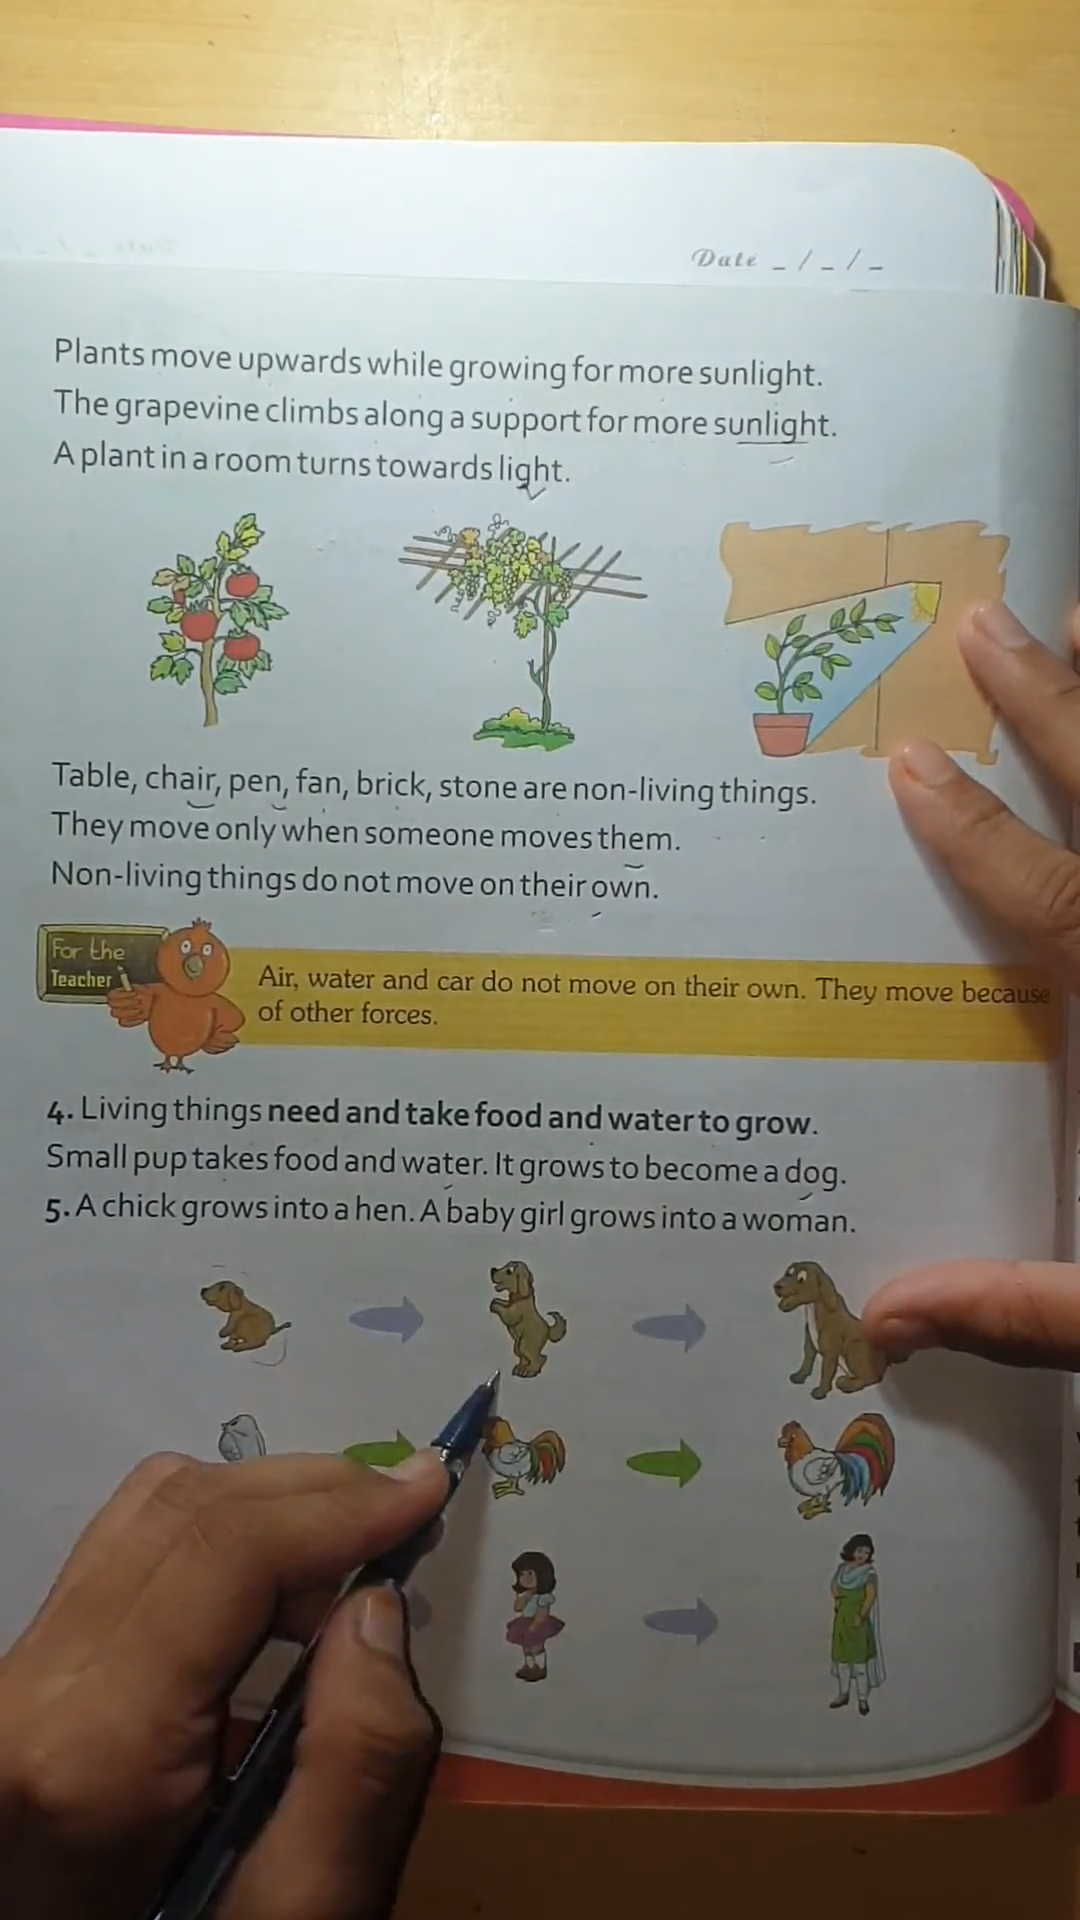 Date _ / _ / _
Plants move upwards while growing for more sunlight.
The grapevine climbs along a support for more sunlight.
A plant in a room turns towards light.
Table, chair, pen, fan, brick, stone are non-living things.
They move only when someone moves them.
Non-living things do not move on their own.
For the
Teacher
Air, water and car do not move on their own. They move because
of other forces.
4. Living things need and take food and water to grow.
Small pup takes food and water. It grows to become a dog.
5. A chick grows into a hen. A baby girl grows into a woman.